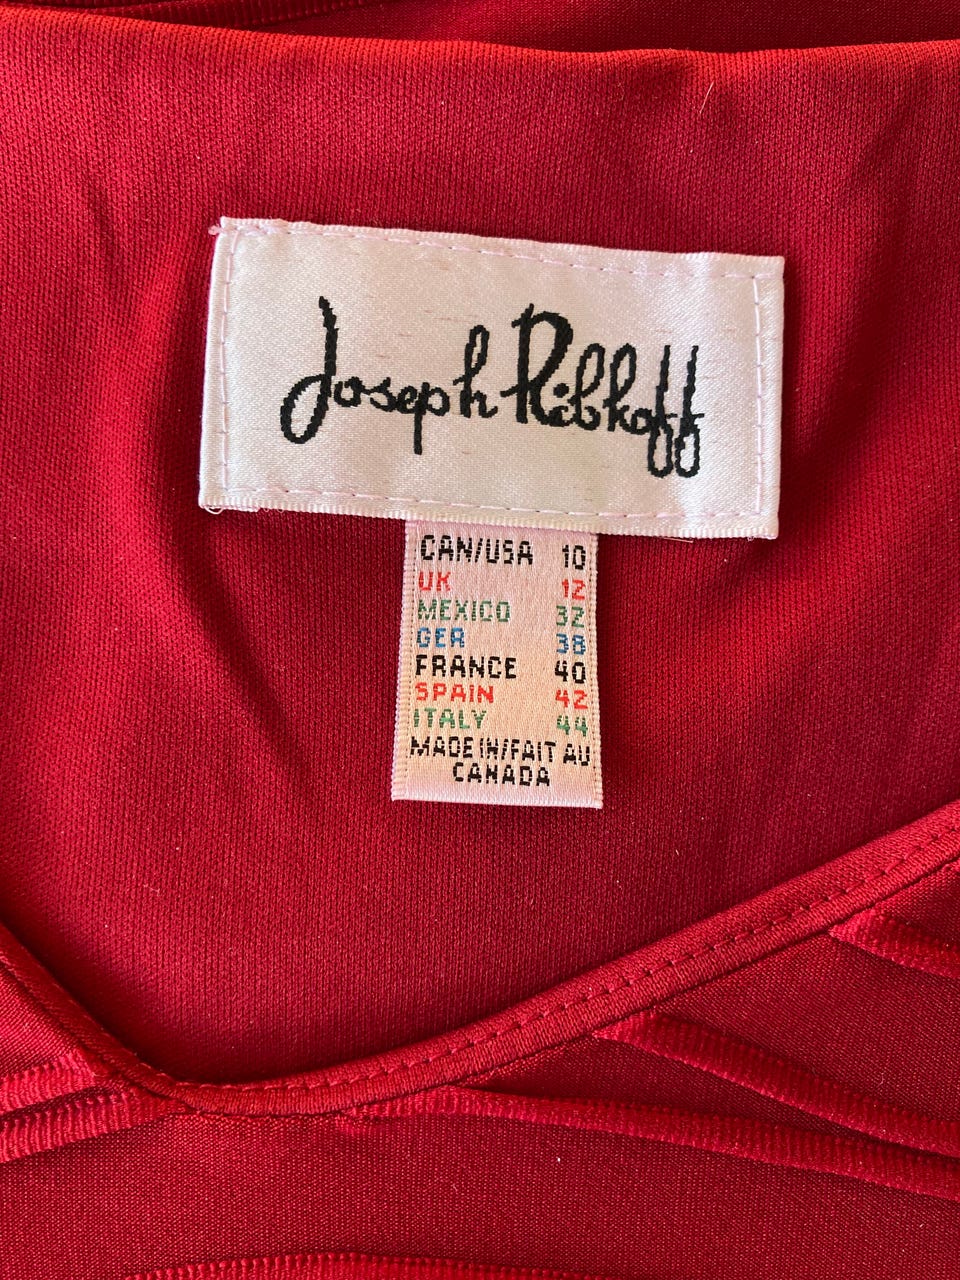 Joseph Ribkoff
CAN/USA 10
UK 12
MEXICO 32
GER 38
FRANCE 40
SPAIN 42
ITALY 44
MADE IN/FAIT AU
CANADA